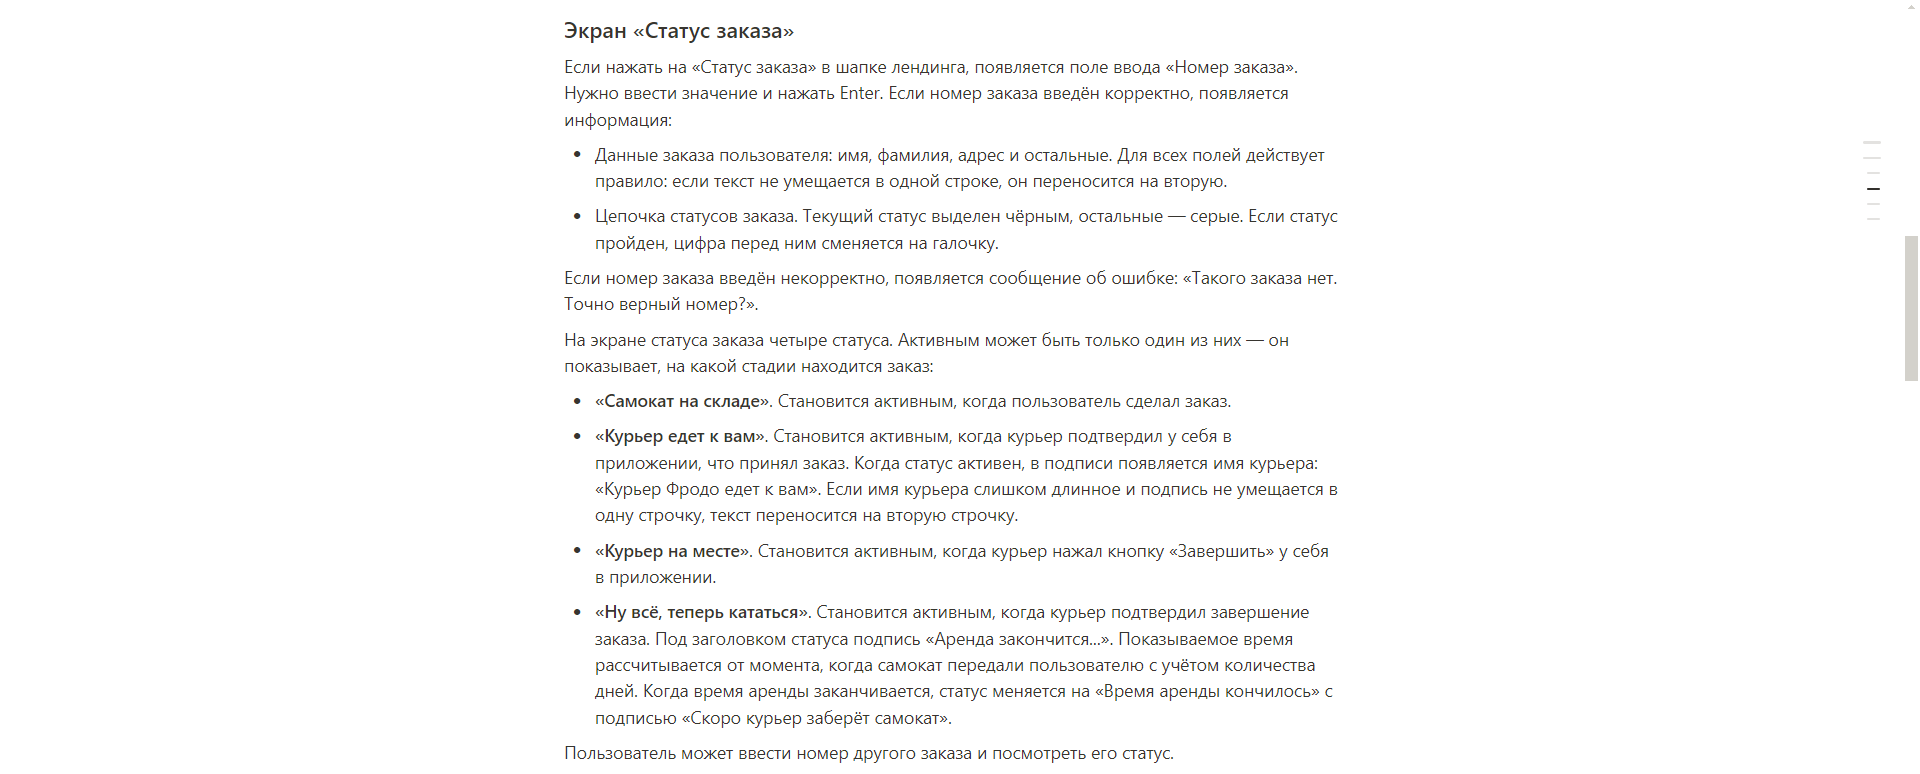 Экран «Статус заказа»
Если нажать на «Статус заказа» в шапке лендинга, появляется поле ввода «Номер заказа».
Нужно ввести значение и нажать Enter. Если номер заказа введён корректно, появляется
информация:
• Данные заказа пользователя: имя, фамилия, адрес и остальные. Для всех полей действует
правило: если текст не умещается в одной строке, он переносится на вторую.
• Цепочка статусов заказа. Текущий статус выделен чёрным, остальные — серые. Если статус
пройден, цифра перед ним сменяется на галочку.
Если номер заказа введён некорректно, появляется сообщение об ошибке: «Такого заказа нет.
Точно верный номер?».
На экране статуса заказа четыре статуса. Активным может быть только один из них — он
показывает, на какой стадии находится заказ:
• «Самокат на складе». Становится активным, когда пользователь сделал заказ.
• «Курьер едет к вам». Становится активным, когда курьер подтвердил у себя в
приложении, что принял заказ. Когда статус активен, в подписи появляется имя курьера:
«Курьер Фродо едет к вам». Если имя курьера слишком длинное и подпись не умещается в
одну строчку, текст переносится на вторую строчку.
• «Курьер на месте». Становится активным, когда курьер нажал кнопку «Завершить» у себя
в приложении.
• «Ну всё, теперь кататься». Становится активным, когда курьер подтвердил завершение
заказа. Под заголовком статуса подпись «Аренда закончится...». Показываемое время
рассчитывается от момента, когда самокат передали пользователю с учётом количества
дней. Когда время аренды заканчивается, статус меняется на «Время аренды кончилось» с
подписью «Скоро курьер заберёт самокат».
Пользователь может ввести номер другого заказа и посмотреть его статус.